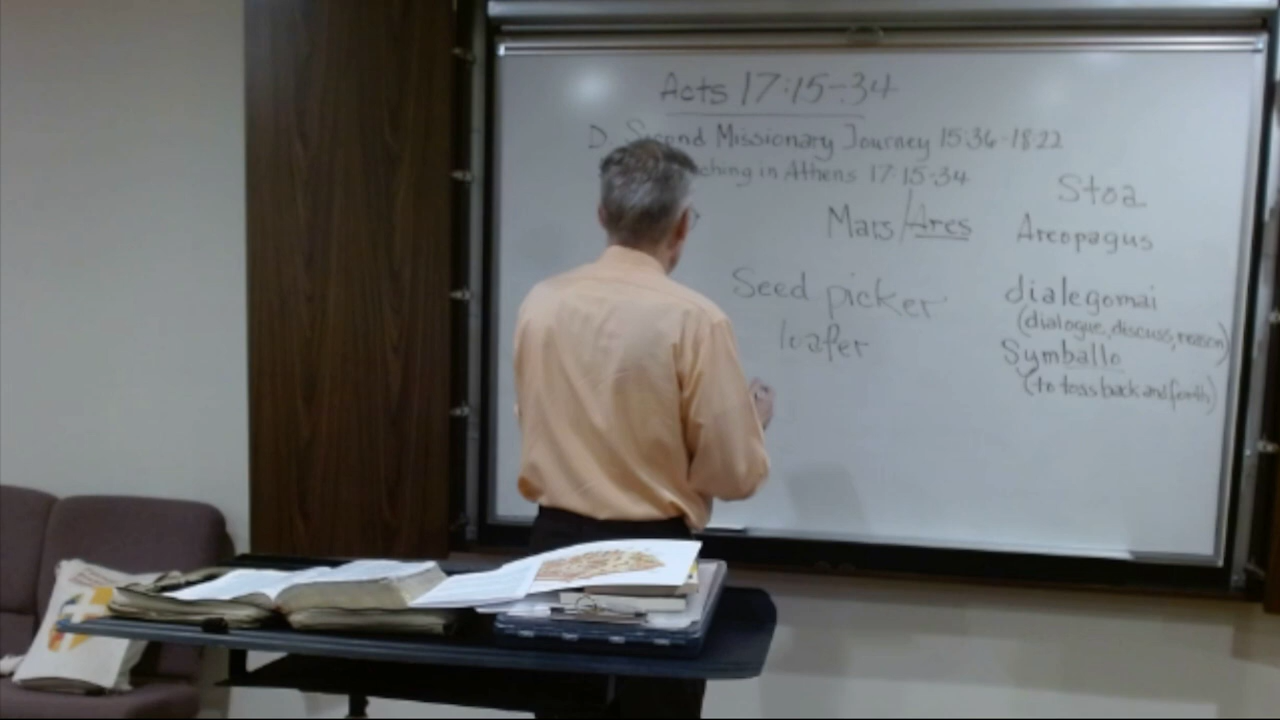 Acts 17:15-34
D. Second Missionary Journey 15:36-18:22
ching in Athens 17:15-34
Stoa
Mars/Ares
Areopagus
Seed picker
loafer
dialegomai
(dialogue, discuss, reason)
Symballo
(to toss back and forth)